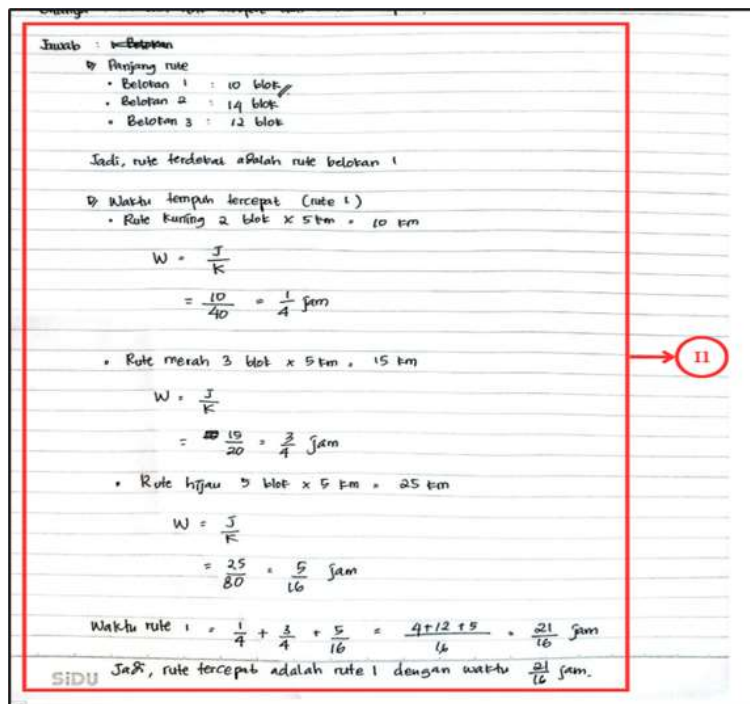 Jawab :
▷ Panjang rute
• Belokan 1 : 10 blok
• Belokan 2 : 14 blok
• Belokan 3 : 12 blok
Jadi, rute terdekat adalah rute belokan 1
▷ Waktu tempuh tercepat (rute 1)
• Rute kuning 2 blok × 5 km = 10 km
W = J/K
= 10/40 = 1/4 jam
• Rute merah 3 blok × 5 km = 15 km
W = J/K
= 15/20 = 3/4 jam
I1
• Rute hijau 5 blok × 5 km = 25 km
W = J/K
= 25/80 = 5/16 jam
Waktu rute 1 = 1/4 + 3/4 + 5/16 = 4+12+5/16 = 21/16 jam
Jadi, rute tercepat adalah rute 1 dengan waktu 21/16 jam.
SiDU